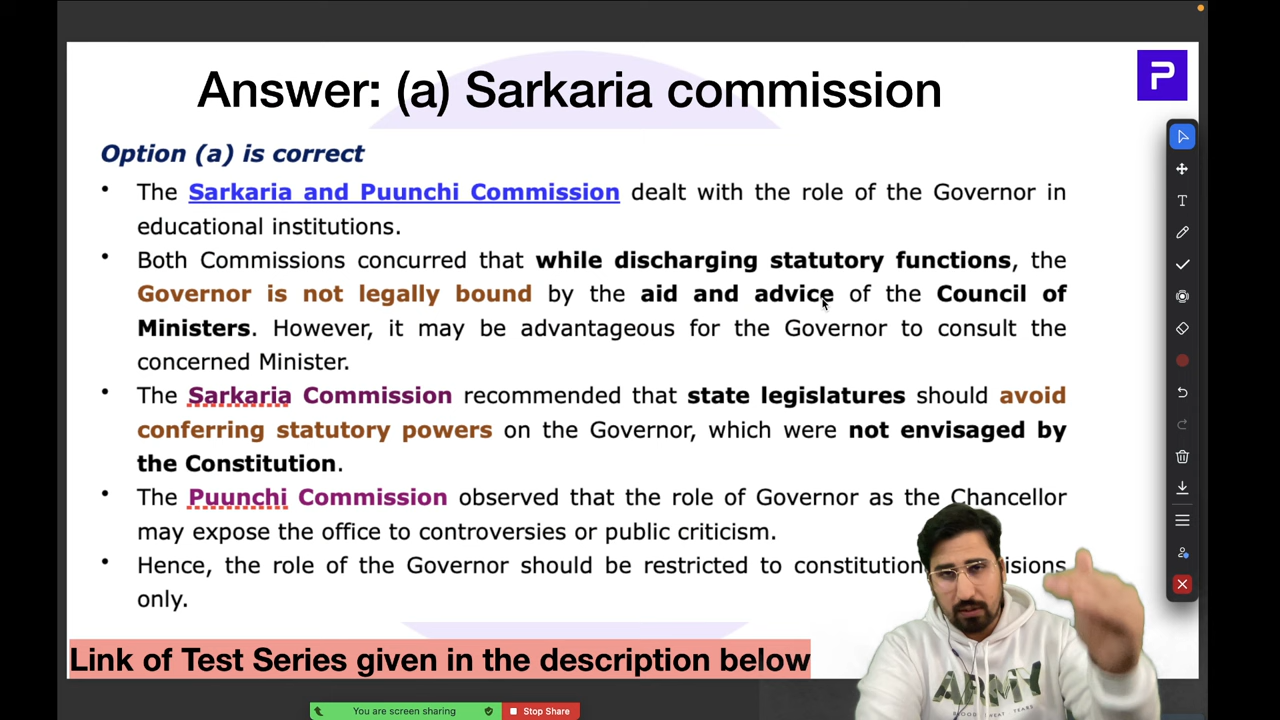 Answer: (a) Sarkaria commission
P
Option (a) is correct
• The Sarkaria and Puunchi Commission dealt with the role of the Governor in
educational institutions.
• Both Commissions concurred that while discharging statutory functions, the
Governor is not legally bound by the aid and advice of the Council of
Ministers. However, it may be advantageous for the Governor to consult the
concerned Minister.
• The Sarkaria Commission recommended that state legislatures should avoid
conferring statutory powers on the Governor, which were not envisaged by
the Constitution.
• The Puunchi Commission observed that the role of Governor as the Chancellor
may expose the office to controversies or public criticism.
• Hence, the role of the Governor should be restricted to
only.
Link of Test Series given in the description below
ARMY
You are screen sharing
Stop Share